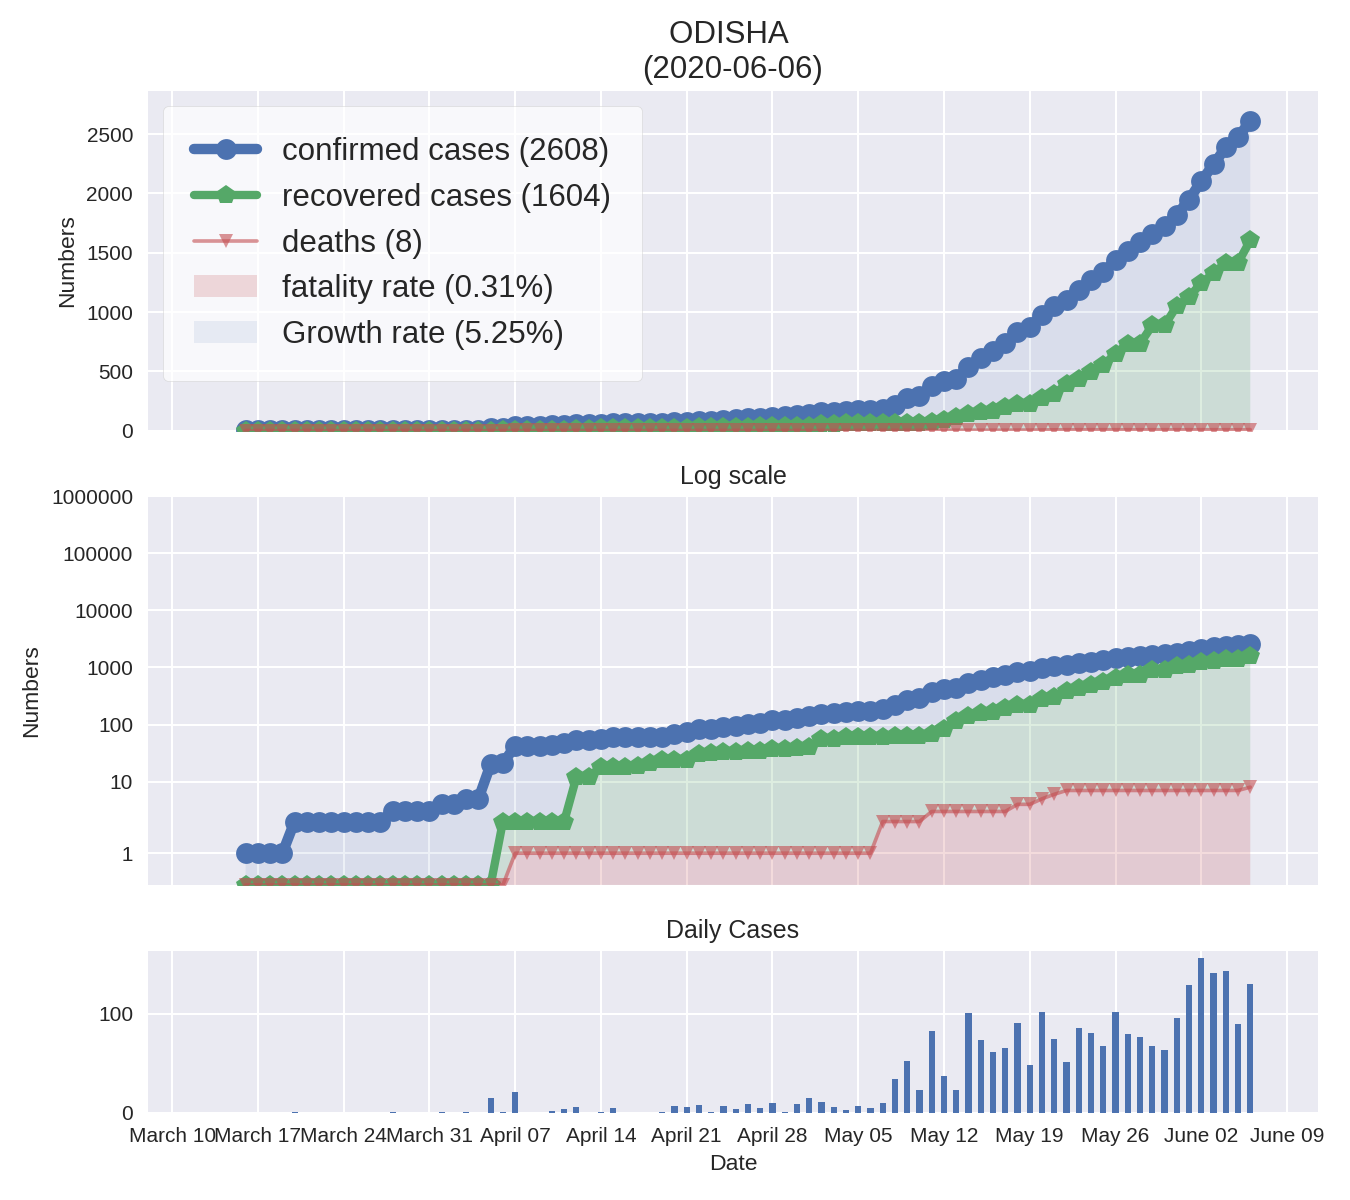 ODISHA
(2020-06-06)
2500
2000
1500
1000
500
0
Numbers
confirmed cases (2608)
recovered cases (1604)
deaths (8)
fatality rate (0.31%)
Growth rate (5.25%)
Log scale
1000000
100000
10000
1000
100
10
1
Numbers
Daily Cases
100
0
March 10 March 17 March 24 March 31 April 07 April 14 April 21 April 28 May 05 May 12 May 19 May 26 June 02 June 09
Date